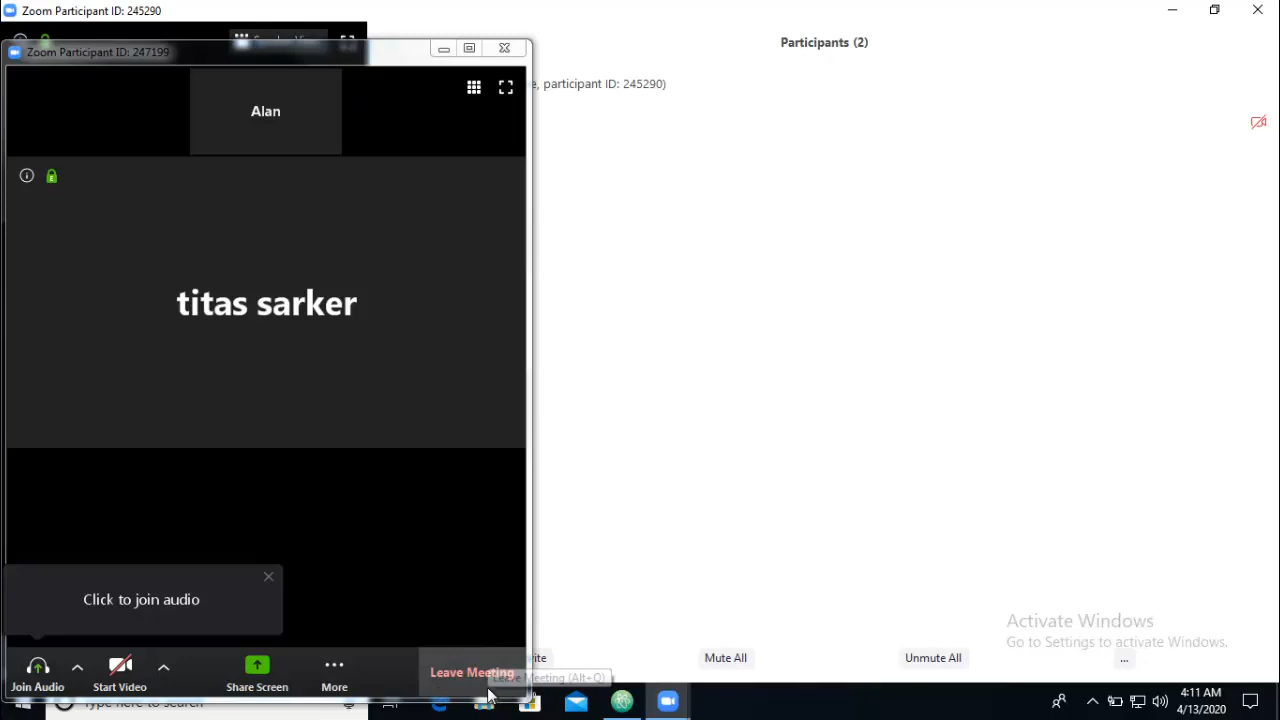 Zoom Participant ID: 245290
Zoom Participant ID: 247199
Participants (2)
e, participant ID: 245290)
Alan
titas sarker
Click to join audio
Join Audio
Start Video
Share Screen
More
Leave Meeting
Leave Meeting (Alt+Q)
Mute All
Unmute All
...
Activate Windows
Go to Settings to activate Windows.
Type here to search
4:11 AM
4/13/2020